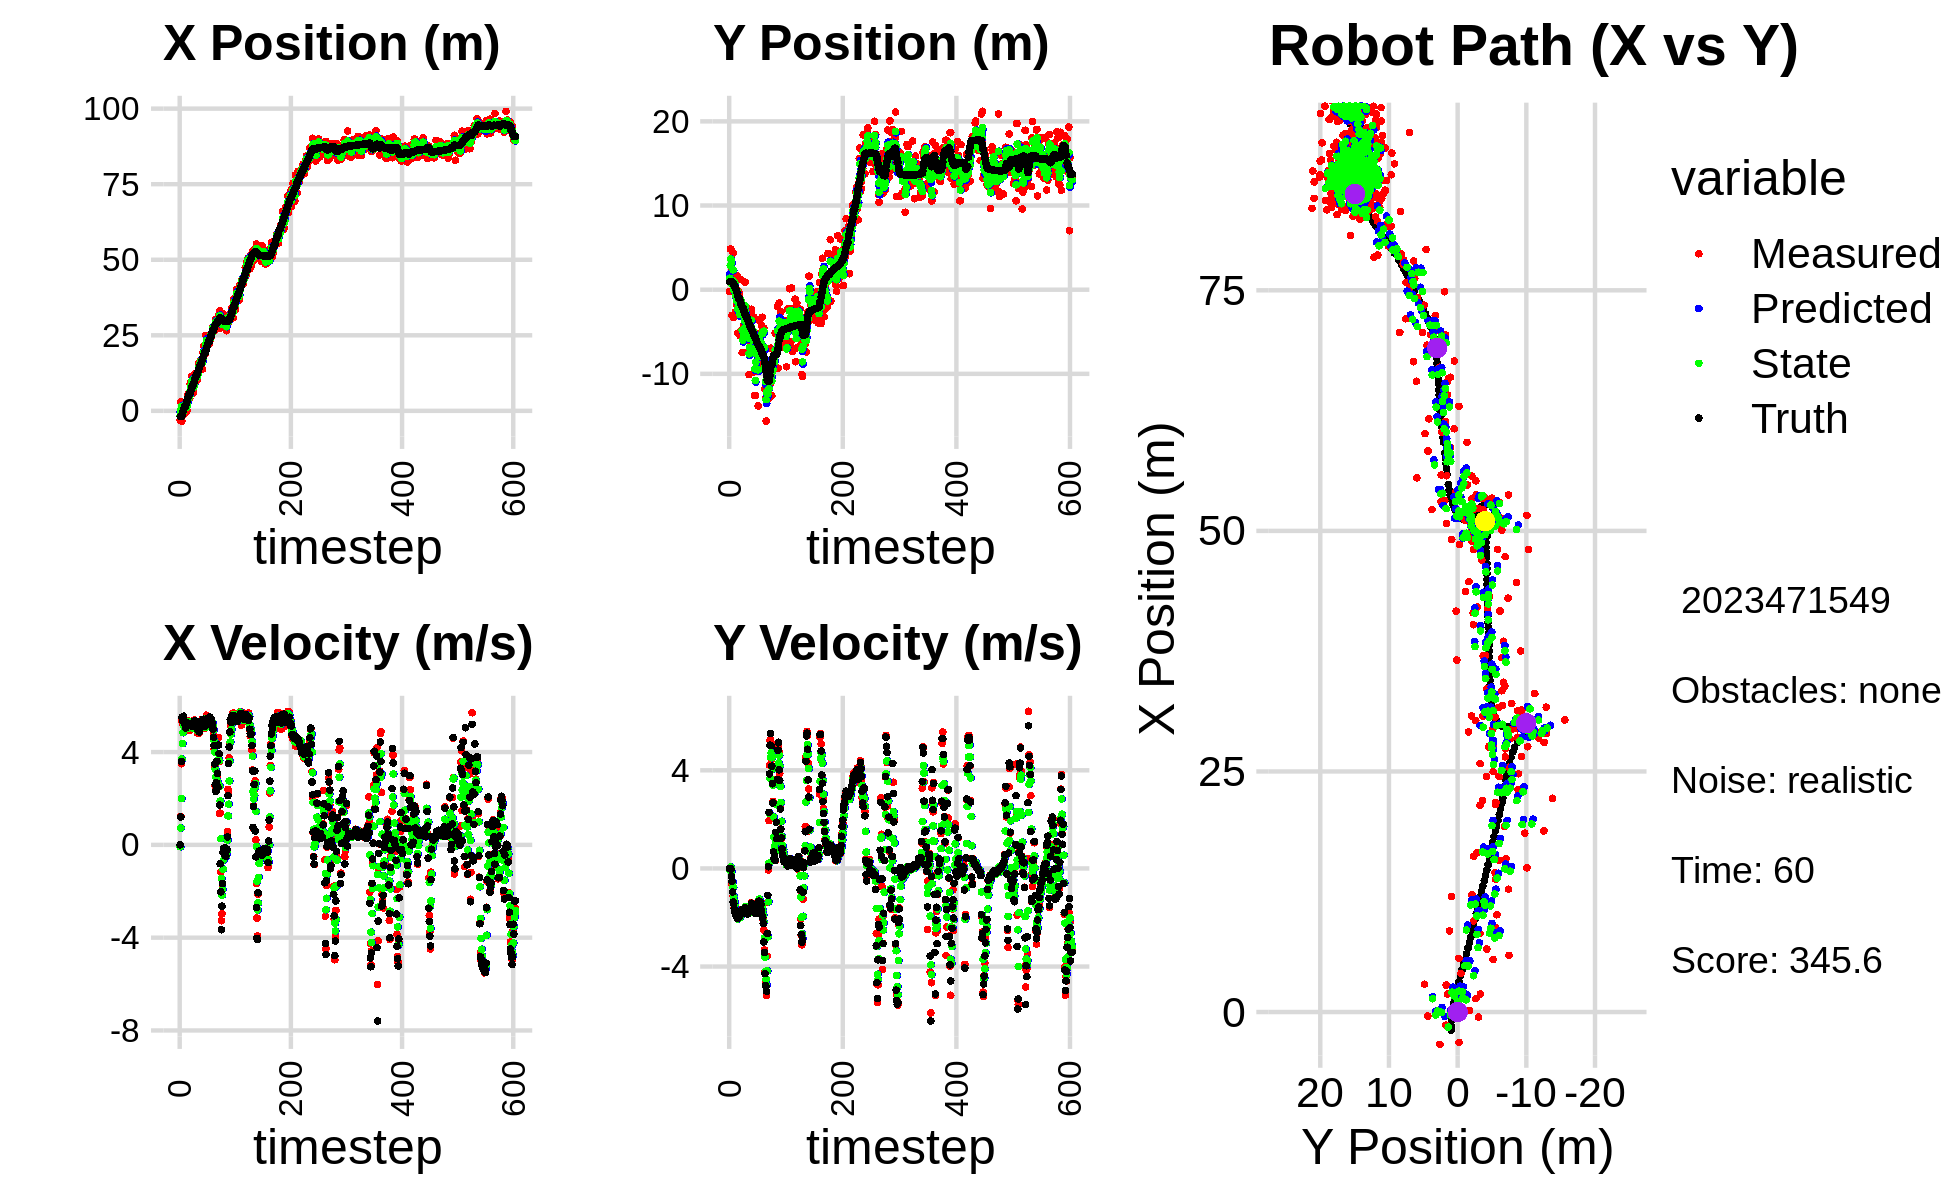 X Position (m)
100
75
50
25
0
0
200
400
600
timestep
Y Position (m)
20
10
0
-10
0
200
400
600
timestep
X Velocity (m/s)
4
0
-4
-8
0
200
400
600
timestep
Y Velocity (m/s)
4
0
-4
0
200
400
600
timestep
Robot Path (X vs Y)
X Position (m)
75
50
25
0
20 10 0 -10 -20
Y Position (m)
variable
Measured
Predicted
State
Truth
2023471549
Obstacles: none
Noise: realistic
Time: 60
Score: 345.6